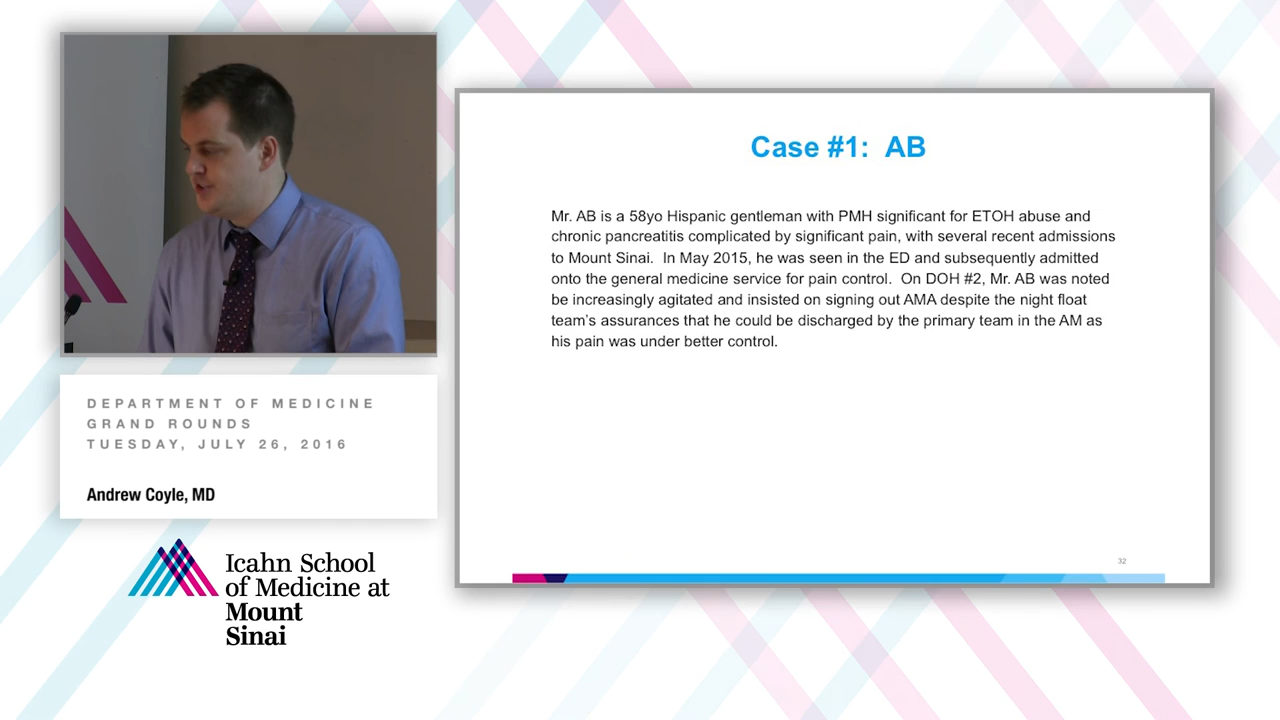 DEPARTMENT OF MEDICINE
GRAND ROUNDS
TUESDAY, JULY 26, 2016
Andrew Coyle, MD
Icahn School
of Medicine at
Mount
Sinai
Case #1: AB
Mr. AB is a 58yo Hispanic gentleman with PMH significant for ETOH abuse and
chronic pancreatitis complicated by significant pain, with several recent admissions
to Mount Sinai. In May 2015, he was seen in the ED and subsequently admitted
onto the general medicine service for pain control. On DOH #2, Mr. AB was noted
be increasingly agitated and insisted on signing out AMA despite the night float
team's assurances that he could be discharged by the primary team in the AM as
his pain was under better control.
32